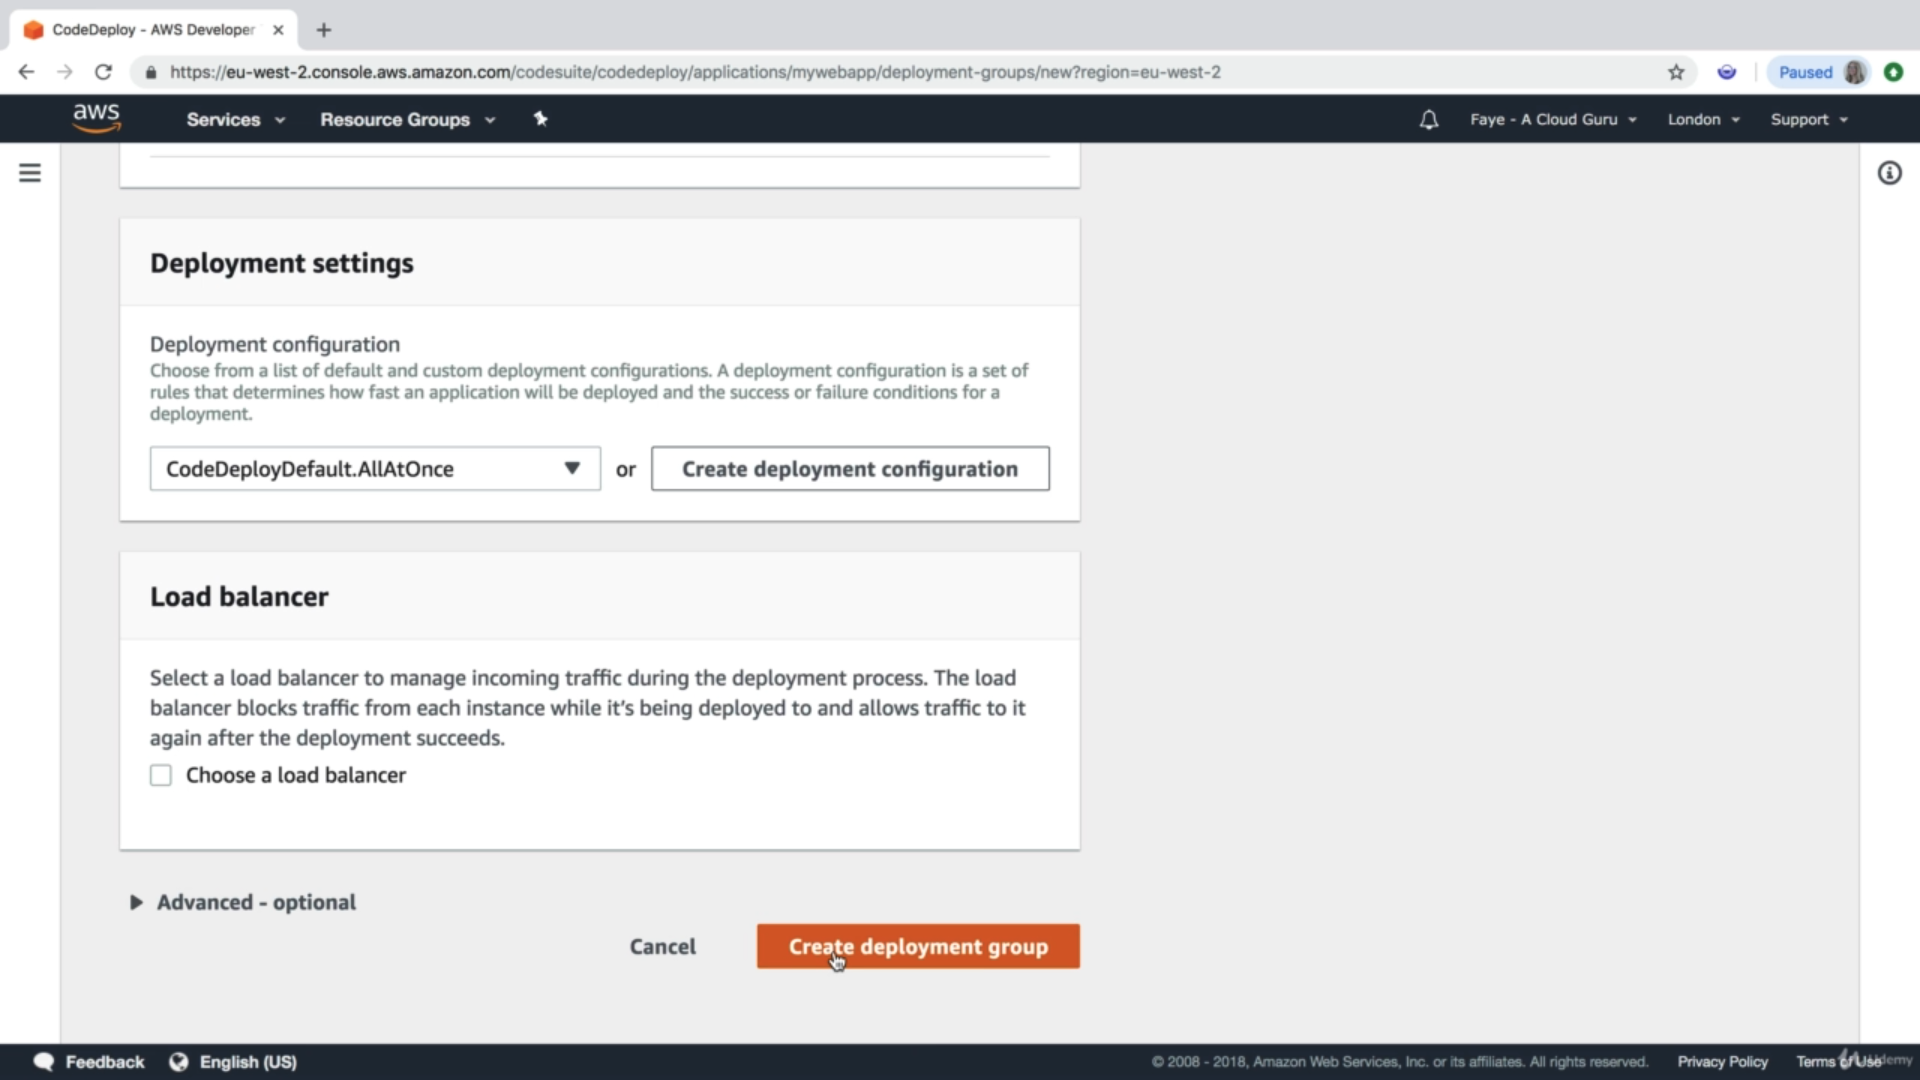 CodeDeploy - AWS Developer
https://eu-west-2.console.aws.amazon.com/codesuite/codedeploy/applications/mywebapp/deployment-groups/new?region=eu-west-2
Paused
aws
Services
Resource Groups
Faye - A Cloud Guru
London
Support
Deployment settings
Deployment configuration
Choose from a list of default and custom deployment configurations. A deployment configuration is a set of
rules that determines how fast an application will be deployed and the success or failure conditions for a
deployment.
CodeDeployDefault.AllAtOnce
or
Create deployment configuration
Load balancer
Select a load balancer to manage incoming traffic during the deployment process. The load
balancer blocks traffic from each instance while it's being deployed to and allows traffic to it
again after the deployment succeeds.
Choose a load balancer
Advanced - optional
Cancel
Create deployment group
Feedback
English (US)
© 2008 - 2018, Amazon Web Services, Inc. or its affiliates. All rights reserved.
Privacy Policy
Terms of Use